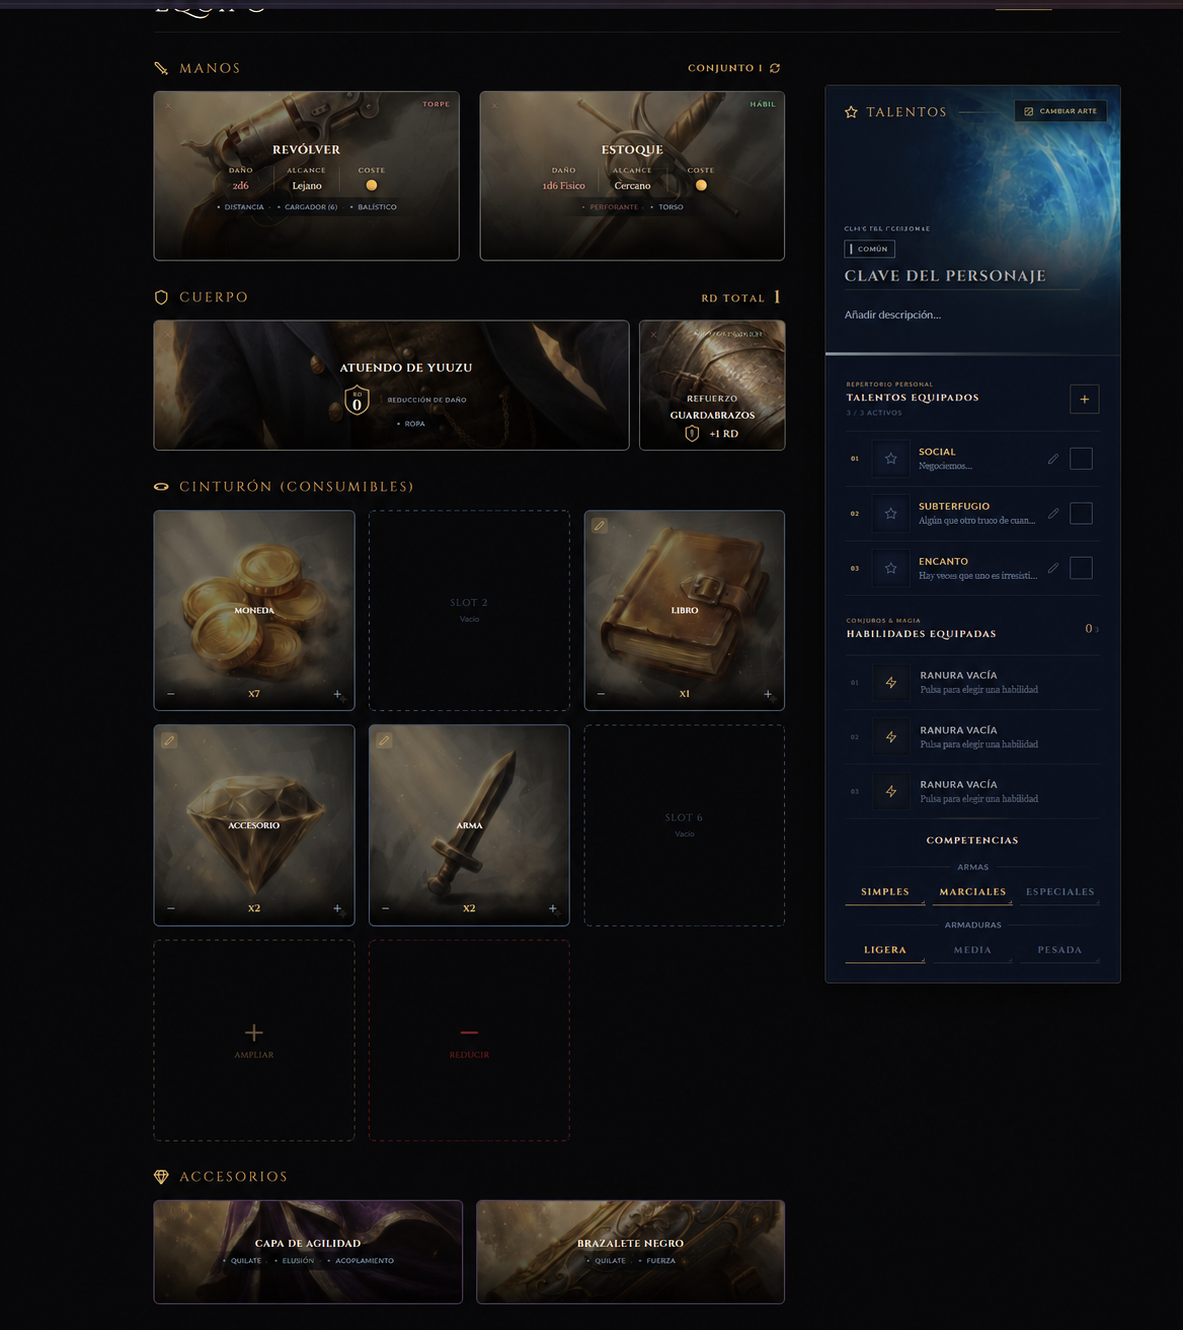 MANOS
CONJUNTO 1
TORPE
REVÓLVER
DAÑO ALCANCE COSTE
2d6 Lejano
• DISTANCIA • CARGADOR (6) • BALÍSTICO
HÁBIL
ESTOQUE
DAÑO ALCANCE COSTE
1d6 Físico Cercano
• PERFORANTE • TORSO
CUERPO
RD TOTAL 1
ATUENDO DE YUUZU
0
REDUCCIÓN DE DAÑO
• ROPA
REFUERZO
GUARDABRAZOS
+1 RD
CINTURÓN (CONSUMIBLES)
MONEDA
− X7 +
SLOT 2
Vacío
LIBRO
− X1 +
ACCESORIO
− X2 +
ARMA
− X2 +
SLOT 6
Vacío
+
AMPLIAR
−
REDUCIR
ACCESORIOS
CAPA DE AGILIDAD
• QUILATE • ELUSIÓN • ACOPLAMIENTO
BRAZALETE NEGRO
• QUILATE • FUERZA
TALENTOS
CAMBIAR ARTE
COMÚN
CLAVE DEL PERSONAJE
Añadir descripción...
REPERTORIO PERSONAL
TALENTOS EQUIPADOS
3 / 3 ACTIVOS
+
01 SOCIAL
Negociemos...
02 SUBTERFUGIO
Algún que otro truco de cuan...
03 ENCANTO
Hay veces que uno es irresisti...
CONJUROS & MAGIA
HABILIDADES EQUIPADAS
0 3
01 RANURA VACÍA
Pulsa para elegir una habilidad
02 RANURA VACÍA
Pulsa para elegir una habilidad
03 RANURA VACÍA
Pulsa para elegir una habilidad
COMPETENCIAS
ARMAS
SIMPLES MARCIALES ESPECIALES
ARMADURAS
LIGERA MEDIA PESADA